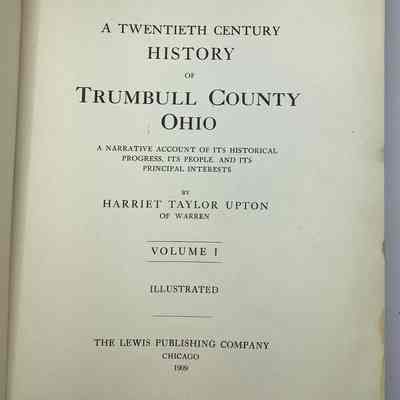 A TWENTIETH CENTURY
HISTORY
OF
TRUMBULL COUNTY
OHIO
A NARRATIVE ACCOUNT OF ITS HISTORICAL
PROGRESS, ITS PEOPLE, AND ITS
PRINCIPAL INTERESTS
BY
HARRIET TAYLOR UPTON
OF WARREN
VOLUME I
ILLUSTRATED
THE LEWIS PUBLISHING COMPANY
CHICAGO
1909